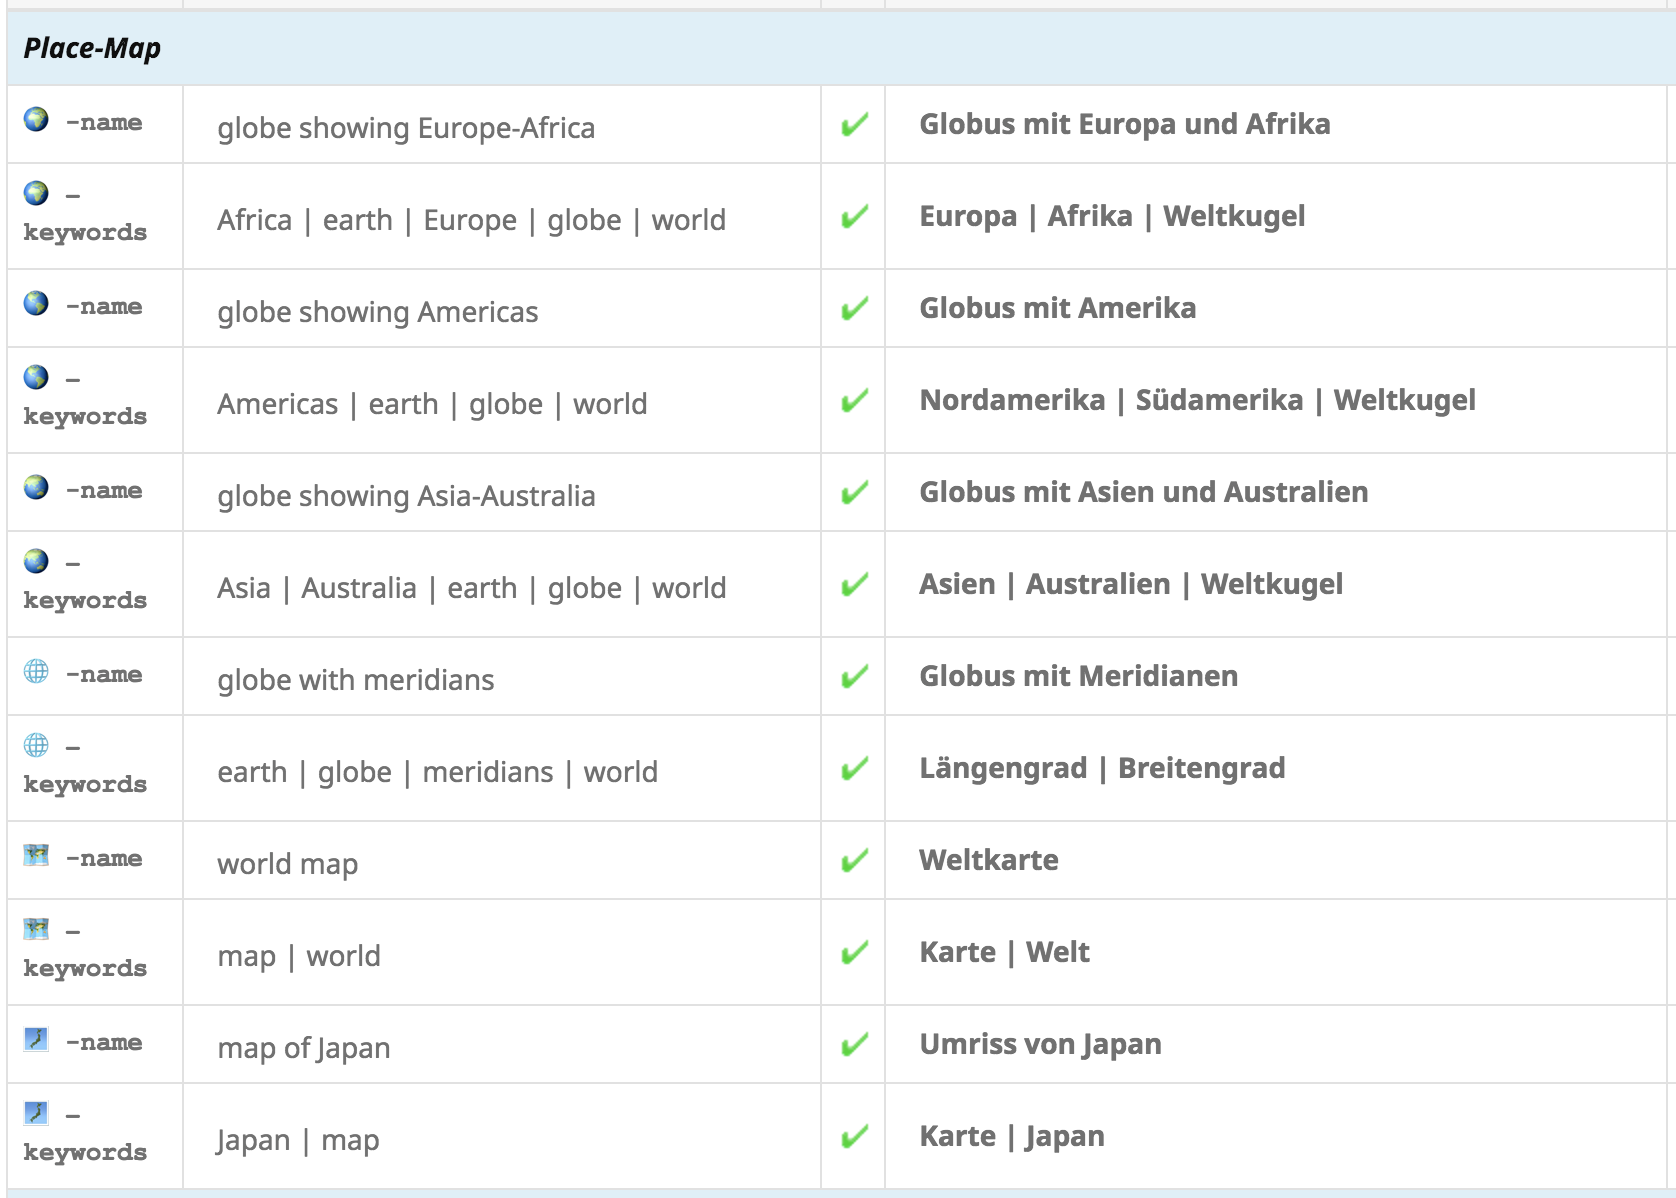 Place-Map
-name globe showing Europe-Africa Globus mit Europa und Afrika
-keywords Africa | earth | Europe | globe | world Europa | Afrika | Weltkugel
-name globe showing Americas Globus mit Amerika
-keywords Americas | earth | globe | world Nordamerika | Südamerika | Weltkugel
-name globe showing Asia-Australia Globus mit Asien und Australien
-keywords Asia | Australia | earth | globe | world Asien | Australien | Weltkugel
-name globe with meridians Globus mit Meridianen
-keywords earth | globe | meridians | world Längengrad | Breitengrad
-name world map Weltkarte
-keywords map | world Karte | Welt
-name map of Japan Umriss von Japan
-keywords Japan | map Karte | Japan